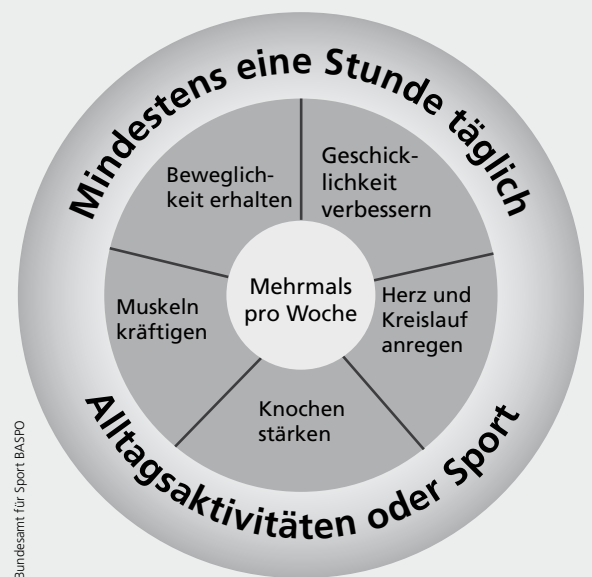 Mindestens eine Stunde täglich
Beweglich-
keit erhalten
Geschick-
lichkeit
verbessern
Mehrmals
pro Woche
Muskeln
kräftigen
Herz und
Kreislauf
anregen
Knochen
stärken
Alltagsaktivitäten oder Sport
Bundesamt für Sport BASPO